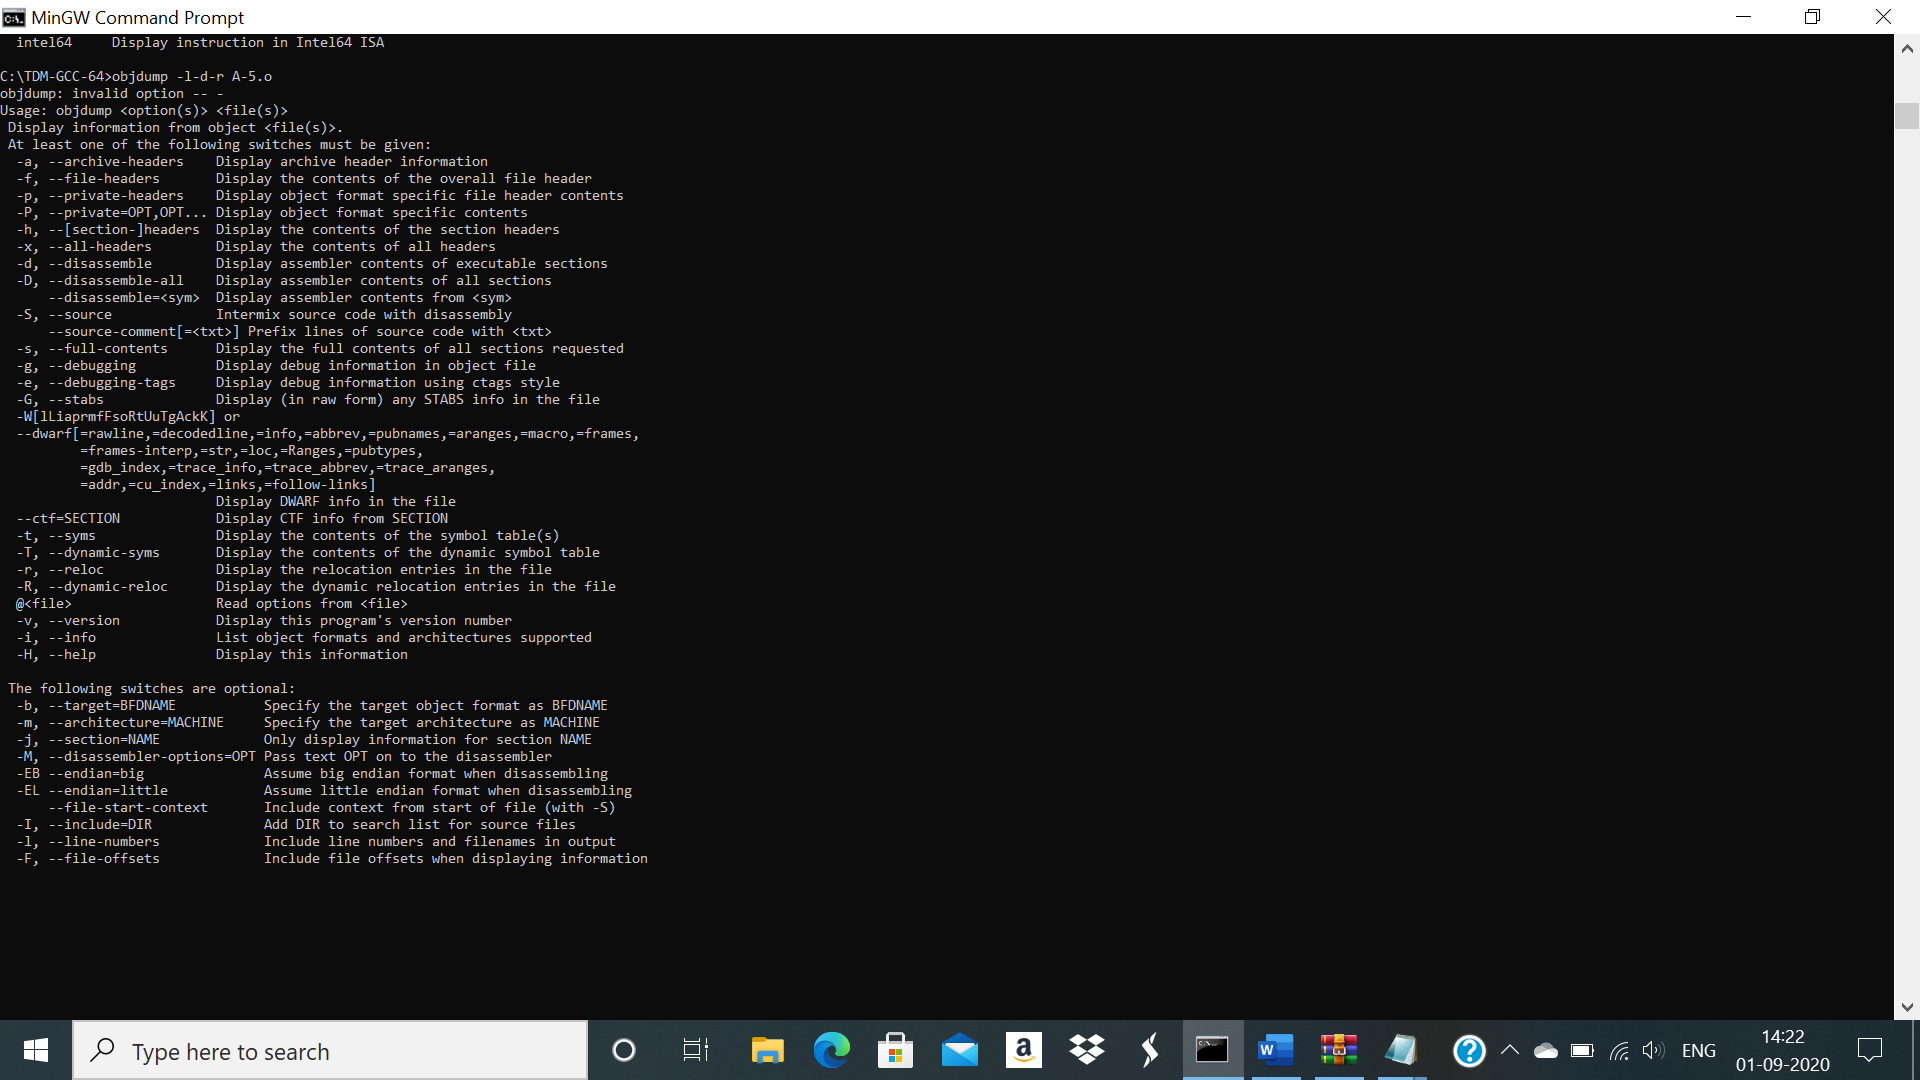 MinGW Command Prompt
intel64     Display instruction in Intel64 ISA
C:\TDM-GCC-64>objdump -l-d-r A-5.o
objdump: invalid option -- -
Usage: objdump <option(s)> <file(s)>
Display information from object <file(s)>.
At least one of the following switches must be given:
-a, --archive-headers    Display archive header information
-f, --file-headers       Display the contents of the overall file header
-p, --private-headers    Display object format specific file header contents
-P, --private=OPT,OPT... Display object format specific contents
-h, --[section-]headers  Display the contents of the section headers
-x, --all-headers        Display the contents of all headers
-d, --disassemble        Display assembler contents of executable sections
-D, --disassemble-all    Display assembler contents of all sections
--disassemble=<sym>  Display assembler contents from <sym>
-S, --source             Intermix source code with disassembly
--source-comment[=<txt>] Prefix lines of source code with <txt>
-s, --full-contents      Display the full contents of all sections requested
-g, --debugging          Display debug information in object file
-e, --debugging-tags     Display debug information using ctags style
-G, --stabs              Display (in raw form) any STABS info in the file
-W[lLiaprmfFsoRtUuTgAckK] or
--dwarf[=rawline,=decodedline,=info,=abbrev,=pubnames,=aranges,=macro,=frames,
=frames-interp,=str,=loc,=Ranges,=pubtypes,
=gdb_index,=trace_info,=trace_abbrev,=trace_aranges,
=addr,=cu_index,=links,=follow-links]
Display DWARF info in the file
--ctf=SECTION            Display CTF info from SECTION
-t, --syms               Display the contents of the symbol table(s)
-T, --dynamic-syms       Display the contents of the dynamic symbol table
-r, --reloc              Display the relocation entries in the file
-R, --dynamic-reloc      Display the dynamic relocation entries in the file
@<file>                  Read options from <file>
-v, --version            Display this program's version number
-i, --info               List object formats and architectures supported
-H, --help               Display this information
The following switches are optional:
-b, --target=BFDNAME           Specify the target object format as BFDNAME
-m, --architecture=MACHINE     Specify the target architecture as MACHINE
-j, --section=NAME             Only display information for section NAME
-M, --disassembler-options=OPT Pass text OPT on to the disassembler
-EB --endian=big               Assume big endian format when disassembling
-EL --endian=little            Assume little endian format when disassembling
--file-start-context       Include context from start of file (with -S)
-I, --include=DIR              Add DIR to search list for source files
-l, --line-numbers             Include line numbers and filenames in output
-F, --file-offsets             Include file offsets when displaying information
Type here to search
ENG
14:22
01-09-2020